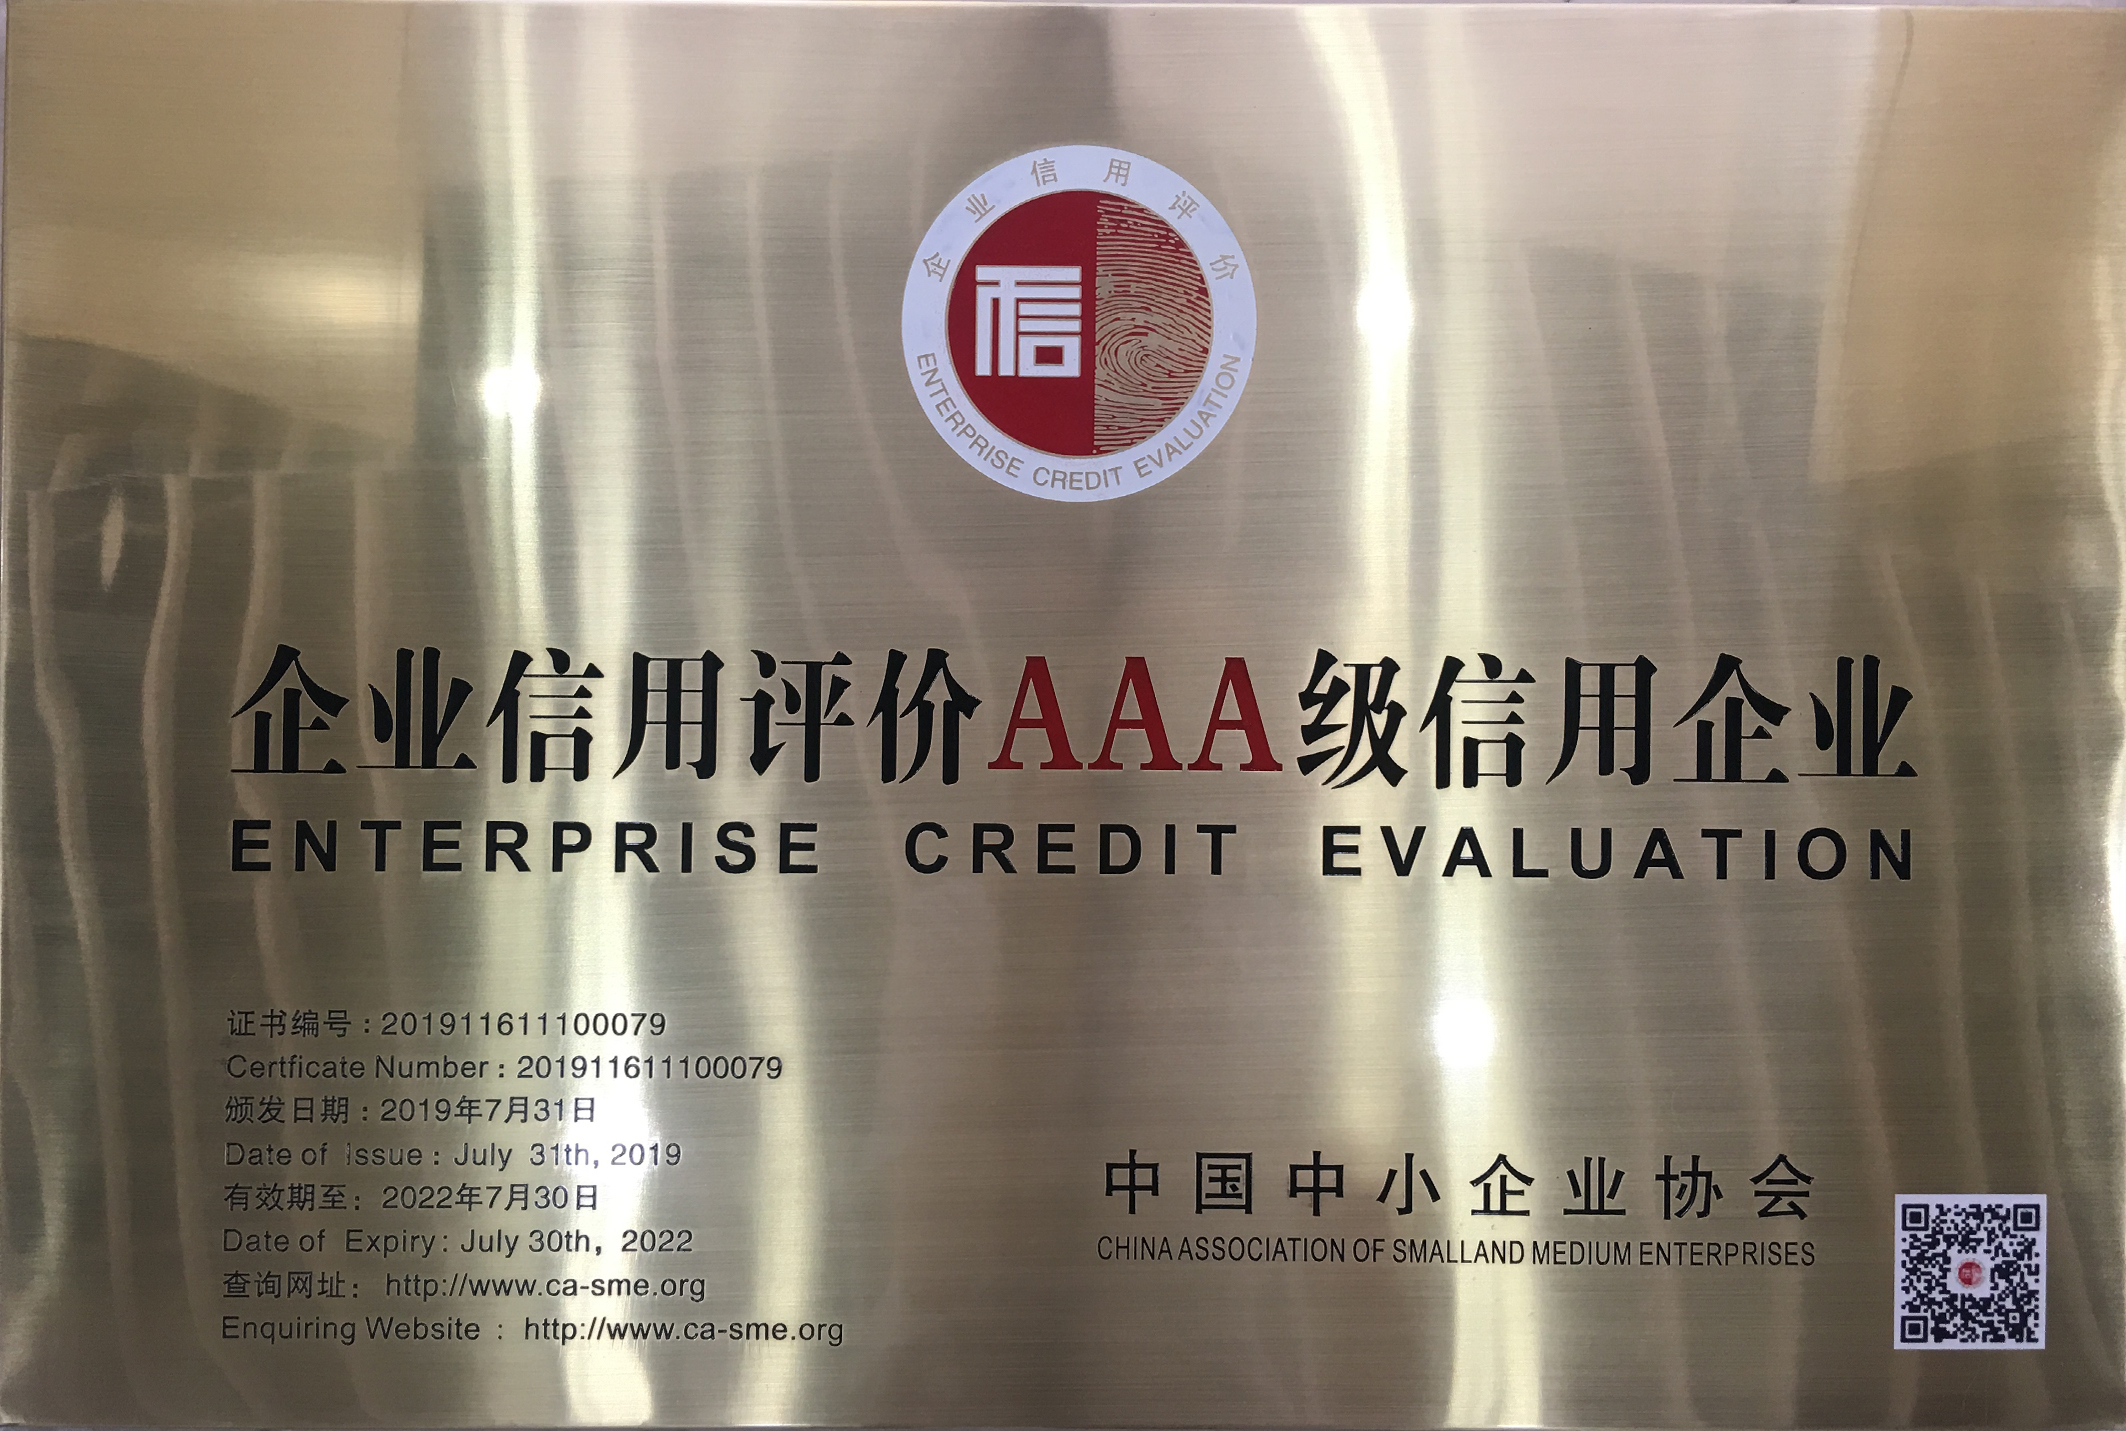 企业信用评价
信
ENTERPRISE CREDIT EVALUATION
企业信用评价AAA级信用企业
ENTERPRISE CREDIT EVALUATION
证书编号：201911611100079
Certficate Number : 201911611100079
颁发日期：2019年7月31日
Date of Issue : July 31th, 2019
有效期至：2022年7月30日
Date of Expiry : July 30th, 2022
查询网址： http://www.ca-sme.org
Enquiring Website : http://www.ca-sme.org
中国中小企业协会
CHINA ASSOCIATION OF SMALLAND MEDIUM ENTERPRISES